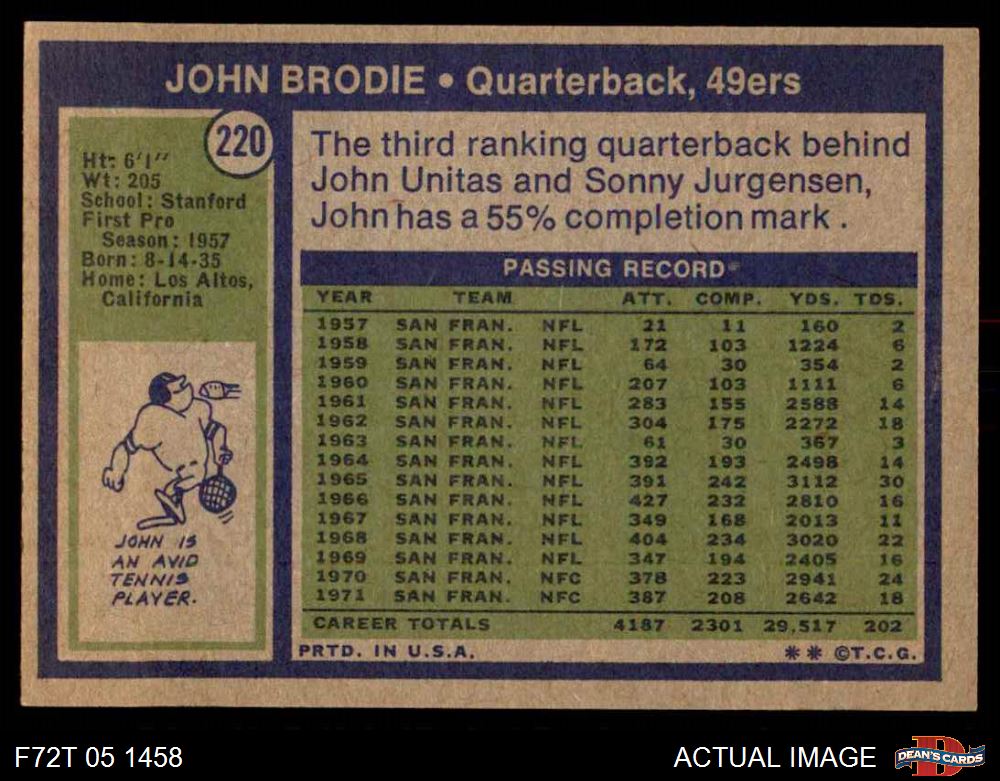 JOHN BRODIE • Quarterback, 49ers
220
Ht: 6'1"
Wt: 205
School: Stanford
First Pro
Season: 1957
Born: 8-14-35
Home: Los Altos,
California
JOHN IS
AN AVID
TENNIS
PLAYER.
The third ranking quarterback behind
John Unitas and Sonny Jurgensen,
John has a 55% completion mark.
PASSING RECORD
YEAR TEAM ATT. COMP. YDS. TDS.
1957 SAN FRAN. NFL 21 11 160 2
1958 SAN FRAN. NFL 172 103 1224 6
1959 SAN FRAN. NFL 64 30 354 2
1960 SAN FRAN. NFL 207 103 1111 6
1961 SAN FRAN. NFL 283 155 2588 14
1962 SAN FRAN. NFL 304 175 2272 18
1963 SAN FRAN. NFL 61 30 367 3
1964 SAN FRAN. NFL 392 193 2498 14
1965 SAN FRAN. NFL 391 242 3112 30
1966 SAN FRAN. NFL 427 232 2810 16
1967 SAN FRAN. NFL 349 168 2013 11
1968 SAN FRAN. NFL 404 234 3020 22
1969 SAN FRAN. NFL 347 194 2405 16
1970 SAN FRAN. NFC 378 223 2941 24
1971 SAN FRAN. NFC 387 208 2642 18
CAREER TOTALS 4187 2301 29,517 202
PRTD. IN U.S.A. ** ©T.C.G.
F72T 05 1458 ACTUAL IMAGE
D
DEAN'S CARDS